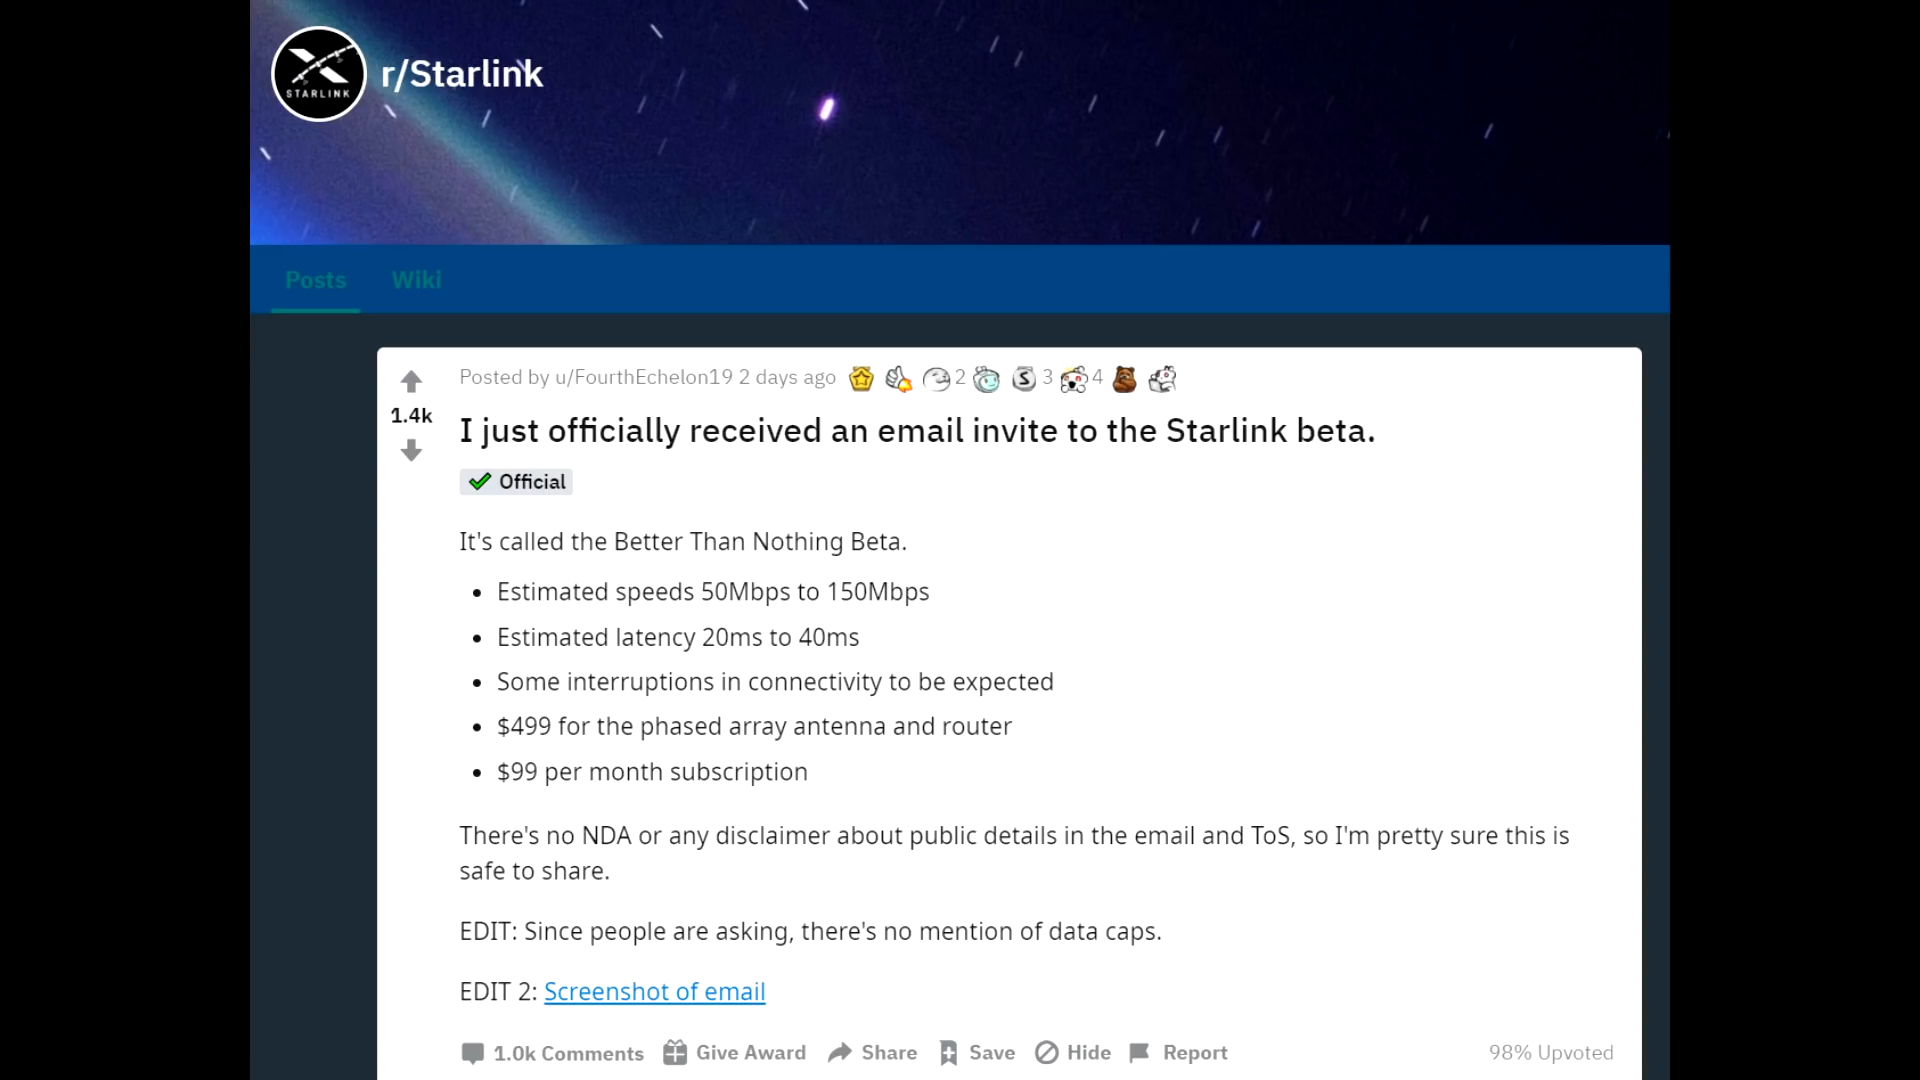 STARLINK
r/Starlink
Posts Wiki
Posted by u/FourthEchelon19 2 days ago 2 S 3 4
1.4k
I just officially received an email invite to the Starlink beta.
Official
It's called the Better Than Nothing Beta.
• Estimated speeds 50Mbps to 150Mbps
• Estimated latency 20ms to 40ms
• Some interruptions in connectivity to be expected
• $499 for the phased array antenna and router
• $99 per month subscription
There's no NDA or any disclaimer about public details in the email and ToS, so I'm pretty sure this is
safe to share.
EDIT: Since people are asking, there's no mention of data caps.
EDIT 2: Screenshot of email
1.0k Comments Give Award Share Save Hide Report 98% Upvoted